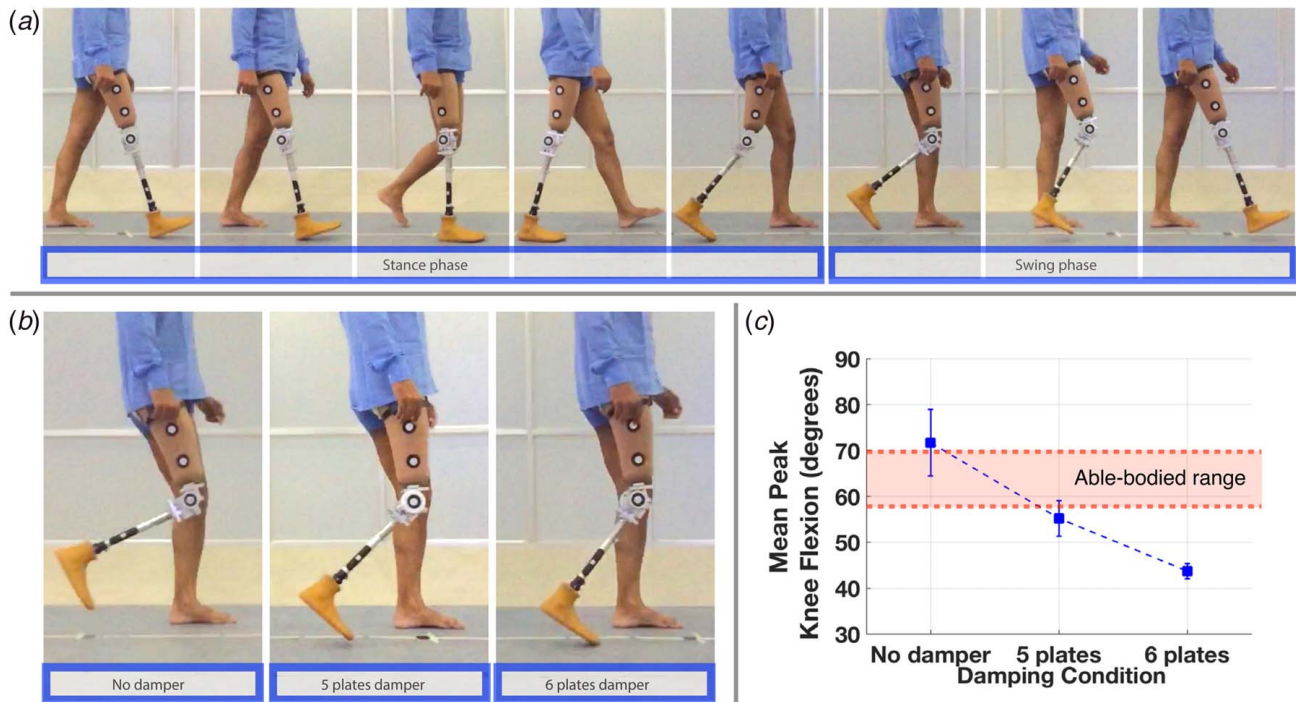 (a)
Stance phase
Swing phase
(b)
No damper
5 plates damper
6 plates damper
(c)
Mean Peak
Knee Flexion (degrees)
90
80
70
60
50
40
30
Able-bodied range
No damper
5 plates
6 plates
Damping Condition